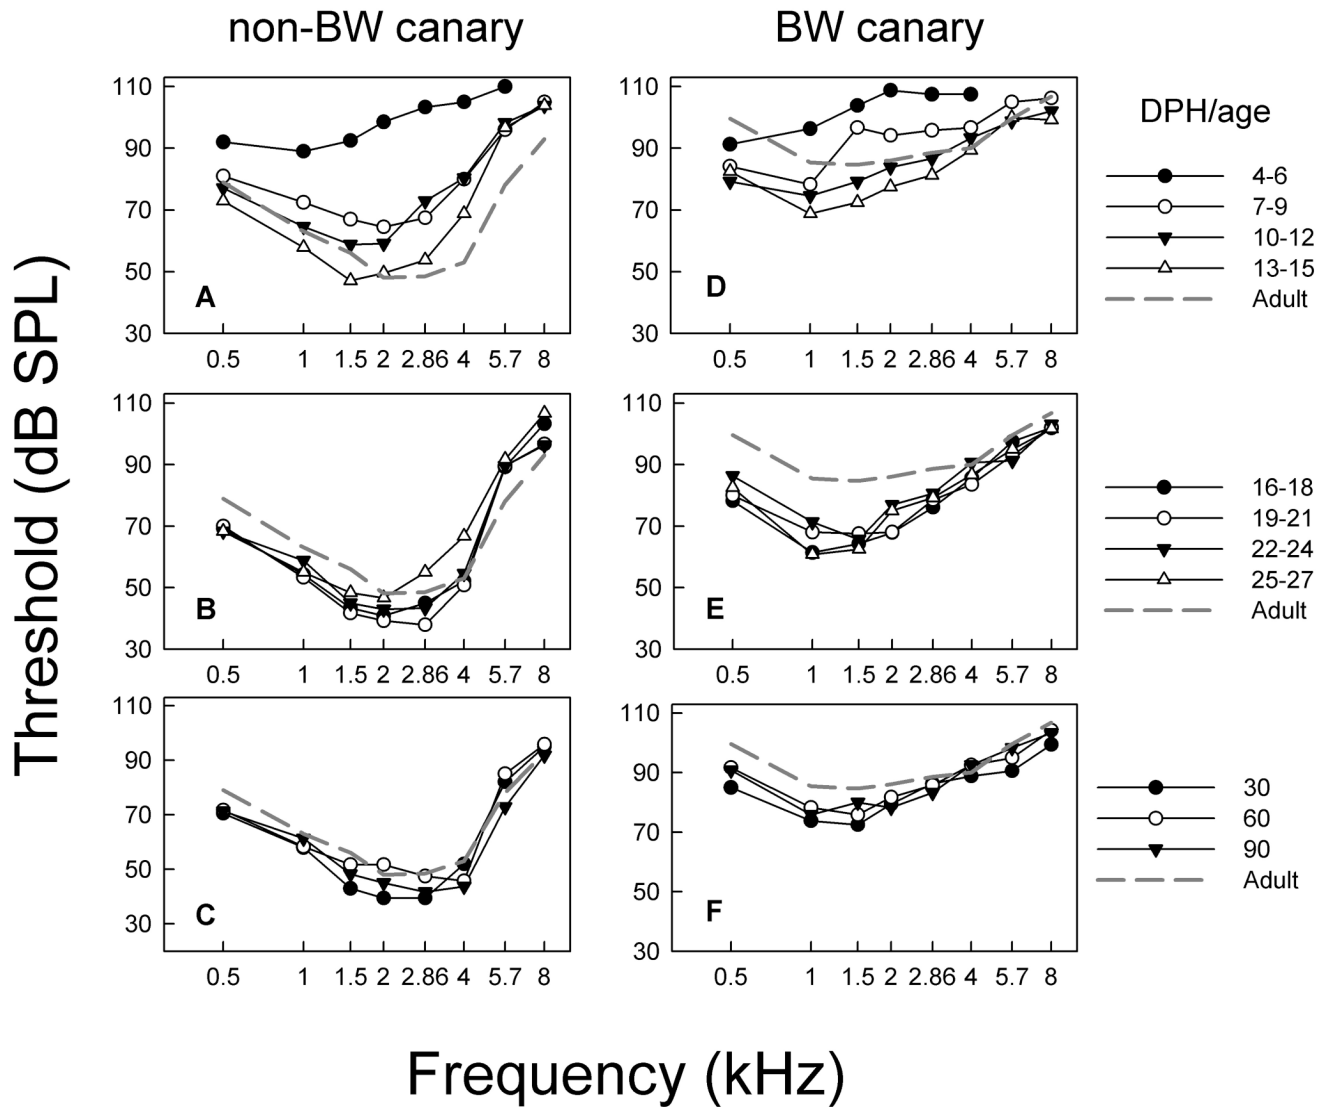 non-BW canary
BW canary
Threshold (dB SPL)
110
90
70
50
30
A
0.5 1 1.5 2 2.86 4 5.7 8
110
90
70
50
30
D
0.5 1 1.5 2 2.86 4 5.7 8
DPH/age
4-6
7-9
10-12
13-15
Adult
110
90
70
50
30
B
0.5 1 1.5 2 2.86 4 5.7 8
110
90
70
50
30
E
0.5 1 1.5 2 2.86 4 5.7 8
16-18
19-21
22-24
25-27
Adult
110
90
70
50
30
C
0.5 1 1.5 2 2.86 4 5.7 8
110
90
70
50
30
F
0.5 1 1.5 2 2.86 4 5.7 8
30
60
90
Adult
Frequency (kHz)